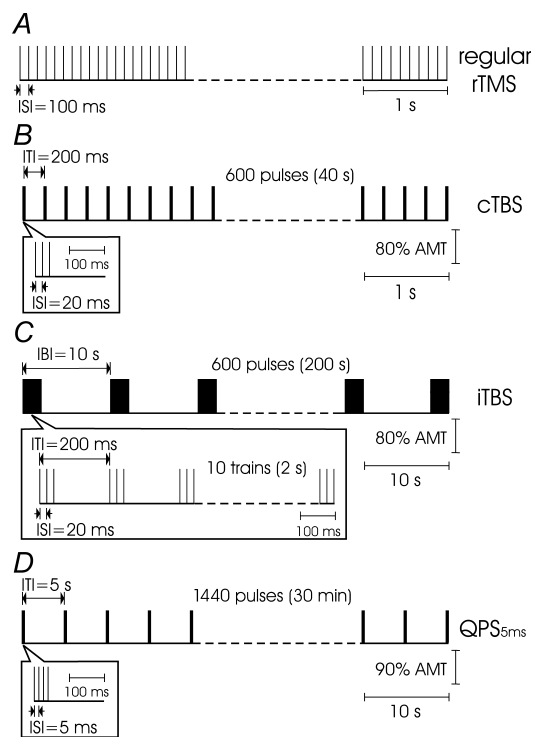 A
regular
rTMS
ISI=100 ms
1 s
B
ITI=200 ms
600 pulses (40 s)
cTBS
80% AMT
100 ms
ISI=20 ms
1 s
C
IBI=10 s
600 pulses (200 s)
iTBS
80% AMT
ITI=200 ms
10 trains (2 s)
10 s
ISI=20 ms
100 ms
D
ITI=5 s
1440 pulses (30 min)
QPS5ms
90% AMT
100 ms
ISI=5 ms
10 s